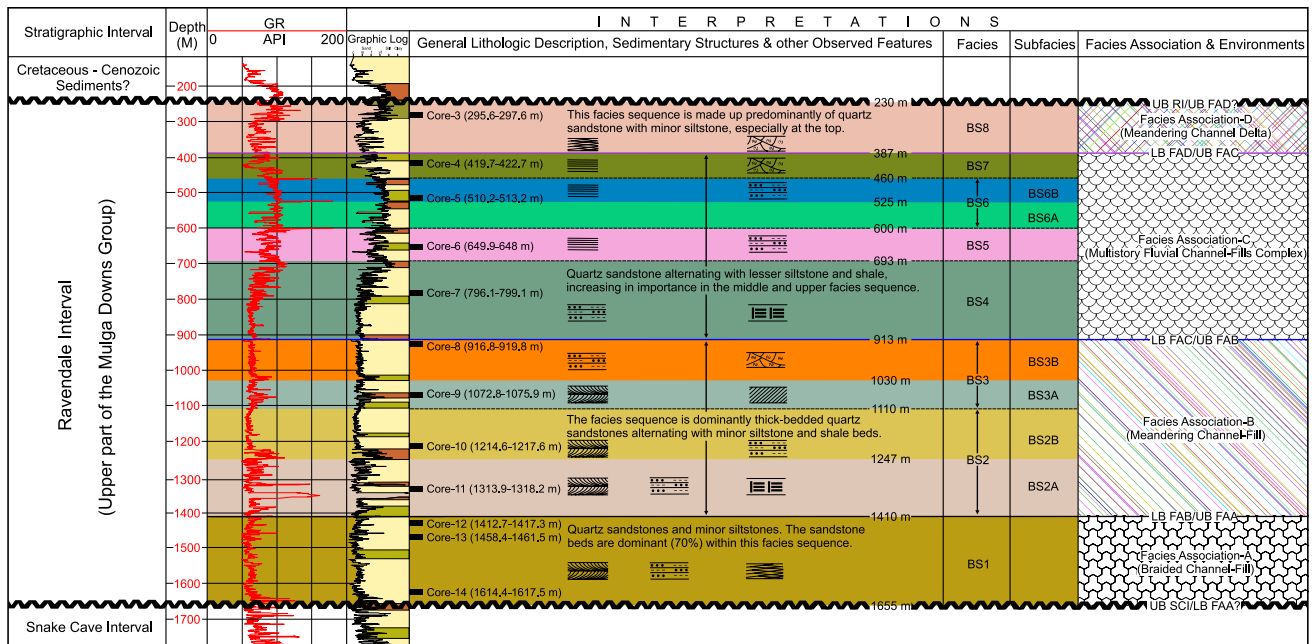 Stratigraphic Interval
Depth
(M)
GR
0 API 200
Graphic Log
Sand Silt Clay
I N T E R P R E T A T I O N S
General Lithologic Description, Sedimentary Structures & other Observed Features
Facies
Subfacies
Facies Association & Environments
Cretaceous - Cenozoic
Sediments?
Ravendale Interval
(Upper part of the Mulga Downs Group)
Snake Cave Interval
200
300
400
500
600
700
800
900
1000
1100
1200
1300
1400
1500
1600
1700
230 m
Core-3 (295.6-297.6 m)
This facies sequence is made up predominantly of quartz
sandstone with minor siltstone, especially at the top.
BS8
387 m
Core-4 (419.7-422.7 m)
BS7
460 m
Core-5 (510.2-513.2 m)
BS6B
525 m
BS6
BS6A
600 m
Core-6 (649.9-648 m)
BS5
693 m
Quartz sandstone alternating with lesser siltstone and shale,
increasing in importance in the middle and upper facies sequence.
Core-7 (796.1-799.1 m)
BS4
913 m
Core-8 (916.8-919.8 m)
BS3B
1030 m
BS3
Core-9 (1072.8-1075.9 m)
BS3A
1110 m
The facies sequence is dominantly thick-bedded quartz
sandstones alternating with minor siltstone and shale beds.
Core-10 (1214.6-1217.6 m)
BS2B
1247 m
BS2
Core-11 (1313.9-1318.2 m)
BS2A
1410 m
Core-12 (1412.7-1417.3 m)
Core-13 (1458.4-1461.5 m)
Quartz sandstones and minor siltstones. The sandstone
beds are dominant (70%) within this facies sequence.
BS1
Core-14 (1614.4-1617.5 m)
1655 m
UB RI/UB FAD?
Facies Association-D
(Meandering Channel Delta)
LB FAD/UB FAC
Facies Association-C
(Multistory Fluvial Channel-Fills Complex)
LB FAC/UB FAB
Facies Association-B
(Meandering Channel-Fill)
LB FAB/UB FAA
Facies Association-A
(Braided Channel-Fill)
UB SCI/LB FAA?